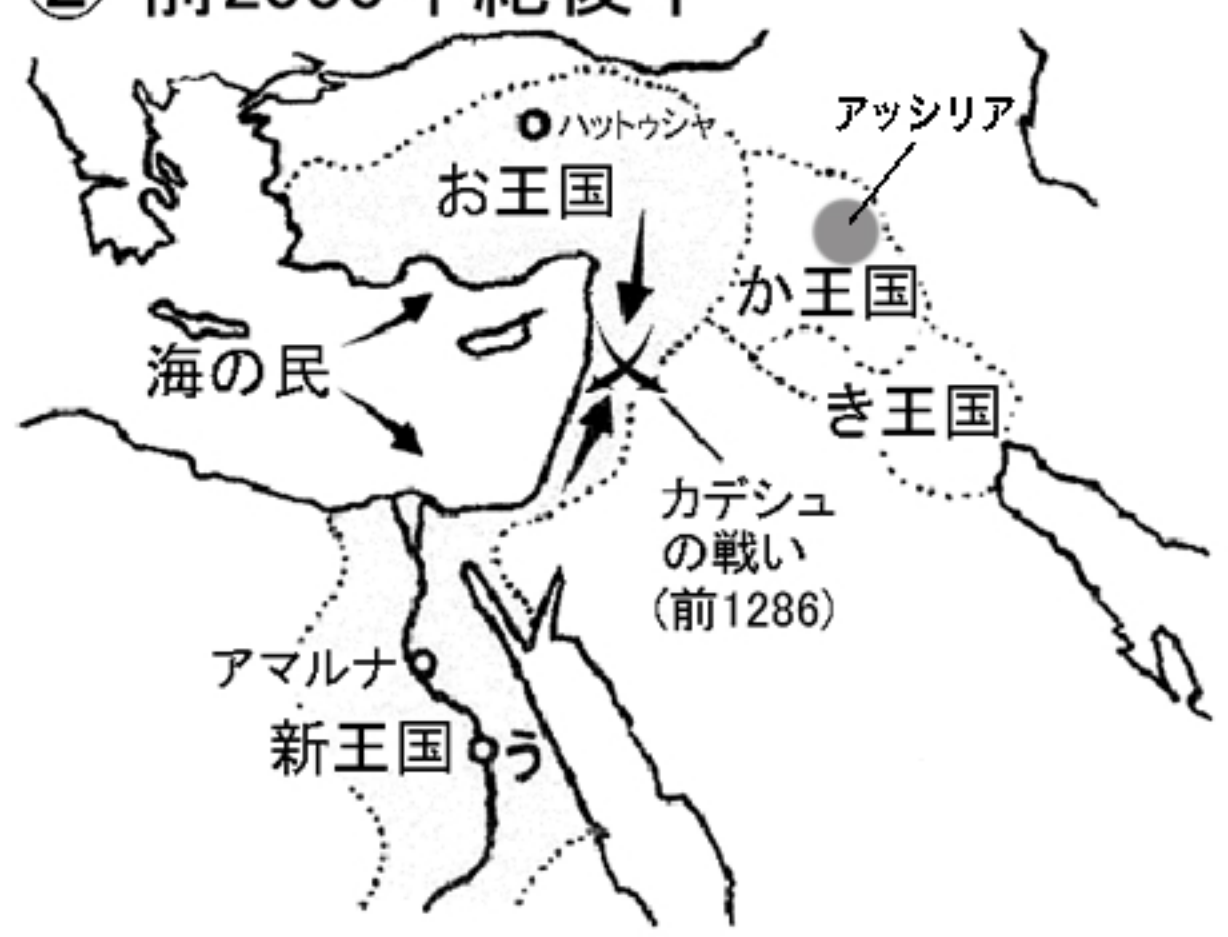 ハットゥシャ
アッシリア
お王国
か王国
海の民
き王国
カデシュ
の戦い
(前1286)
アマルナ
新王国
う